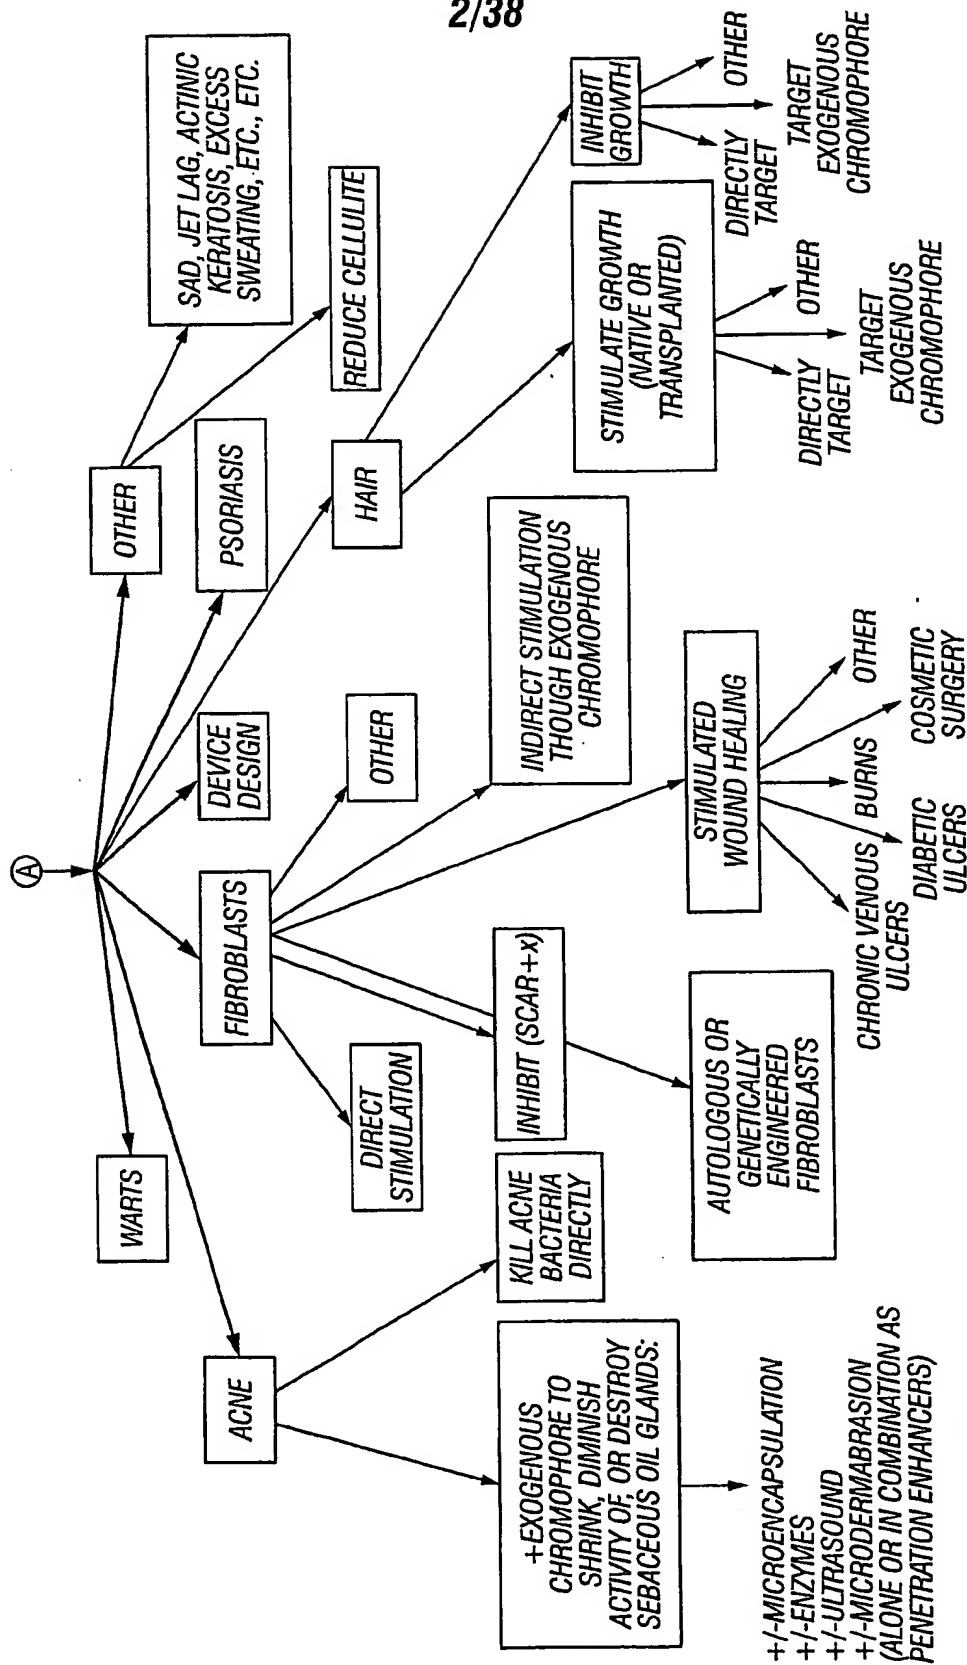 2/38
A
WARTS
ACNE
FIBROBLASTS
DEVICE
DESIGN
PSORIASIS
OTHER
SAD, JET LAG, ACTINIC
KERATOSIS, EXCESS
SWEATING, ETC., ETC.
REDUCE CELLULITE
HAIR
INHIBIT
GROWTH
DIRECTLY
TARGET
TARGET
EXOGENOUS
CHROMOPHORE
OTHER
STIMULATE GROWTH
(NATIVE OR
TRANSPLANTED)
DIRECTLY
TARGET
TARGET
EXOGENOUS
CHROMOPHORE
OTHER
DIRECT
STIMULATION
OTHER
INDIRECT STIMULATION
THOUGH EXOGENOUS
CHROMOPHORE
INHIBIT (SCAR+x)
AUTOLOGOUS OR
GENETICALLY
ENGINEERED
FIBROBLASTS
STIMULATED
WOUND HEALING
CHRONIC VENOUS
ULCERS
DIABETIC
ULCERS
BURNS
COSMETIC
SURGERY
OTHER
KILL ACNE
BACTERIA
DIRECTLY
+EXOGENOUS
CHROMOPHORE TO
SHRINK, DIMINISH
ACTIVITY OF, OR DESTROY
SEBACEOUS OIL GLANDS:
+/-MICROENCAPSULATION
+/-ENZYMES
+/-ULTRASOUND
+/-MICRODERMABRASION
(ALONE OR IN COMBINATION AS
PENETRATION ENHANCERS)